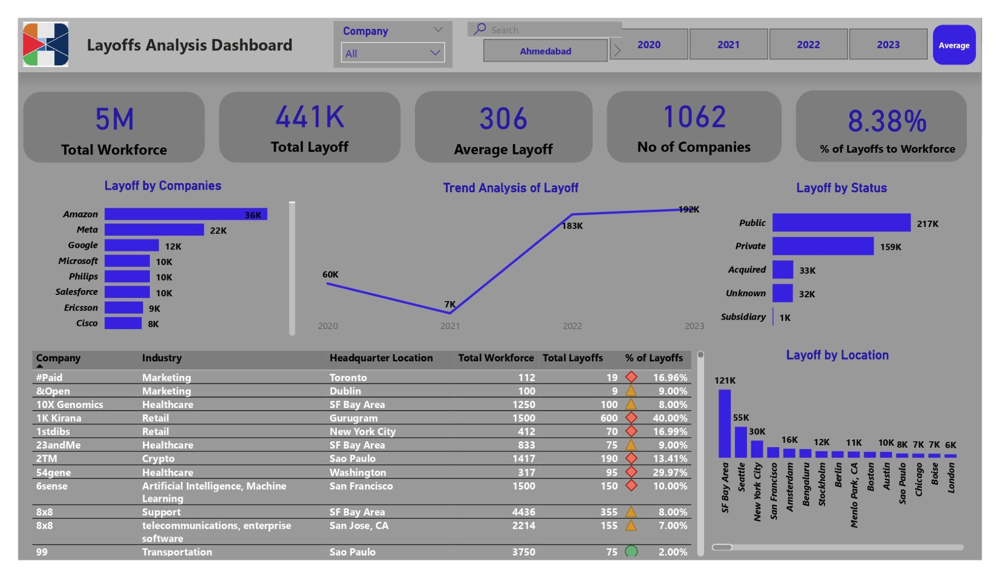 Layoffs Analysis Dashboard
Company
All
Search
Ahmedabad
2020
2021
2022
2023
Average
5M
Total Workforce
441K
Total Layoff
306
Average Layoff
1062
No of Companies
8.38%
% of Layoffs to Workforce
Layoff by Companies
Amazon 36K
Meta 22K
Google 12K
Microsoft 10K
Philips 10K
Salesforce 10K
Ericsson 9K
Cisco 8K
Trend Analysis of Layoff
192K
183K
60K
7K
2020 2021 2022 2023
Layoff by Status
Public 217K
Private 159K
Acquired 33K
Unknown 32K
Subsidiary 1K
Company Industry Headquarter Location Total Workforce Total Layoffs % of Layoffs
#Paid Marketing Toronto 112 19 16.96%
&Open Marketing Dublin 100 9 9.00%
10X Genomics Healthcare SF Bay Area 1250 100 8.00%
1K Kirana Retail Gurugram 1500 600 40.00%
1stdibs Retail New York City 412 70 16.99%
23andMe Healthcare SF Bay Area 833 75 9.00%
2TM Crypto Sao Paulo 1417 190 13.41%
54gene Healthcare Washington 317 95 29.97%
6sense Artificial Intelligence, Machine San Francisco 1500 150 10.00%
Learning
8x8 Support SF Bay Area 4436 355 8.00%
8x8 telecommunications, enterprise San Jose, CA 2214 155 7.00%
software
99 Transportation Sao Paulo 3750 75 2.00%
Layoff by Location
121K
55K
30K
16K
12K
11K
10K
8K
7K
7K
6K
SF Bay Area
Seattle
New York City
San Francisco
Amsterdam
Bengaluru
Stockholm
Berlin
Menlo Park, CA
Boston
Austin
Sao Paulo
Chicago
Boise
London